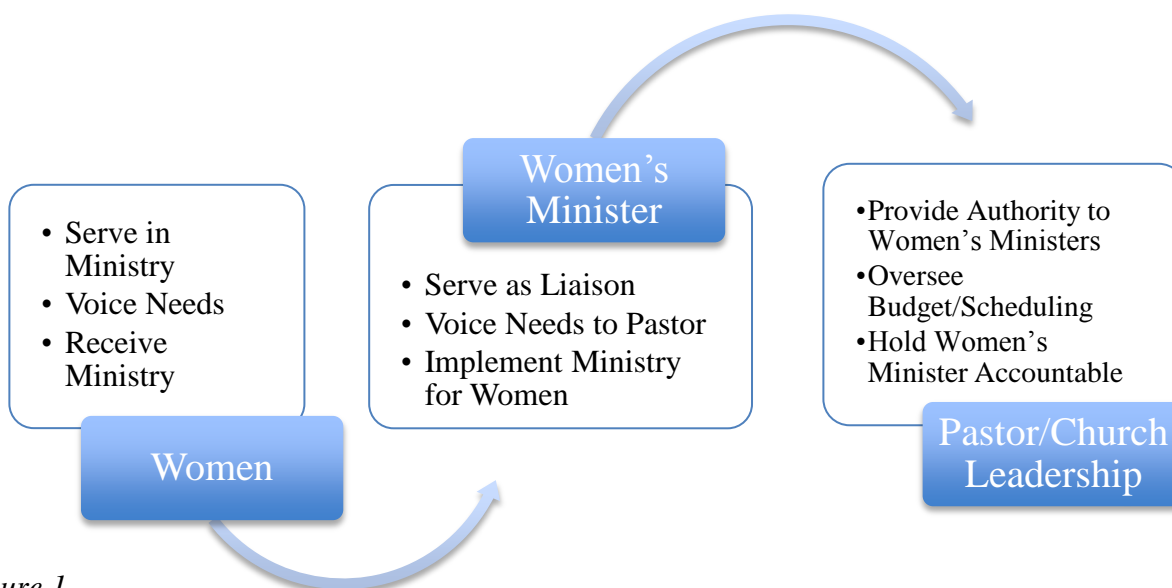 • Serve in
Ministry
• Voice Needs
• Receive
Ministry
Women
Women’s
Minister
• Serve as Liaison
• Voice Needs to Pastor
• Implement Ministry
for Women
•Provide Authority to
Women’s Ministers
•Oversee
Budget/Scheduling
•Hold Women’s
Minister Accountable
Pastor/Church
Leadership
1